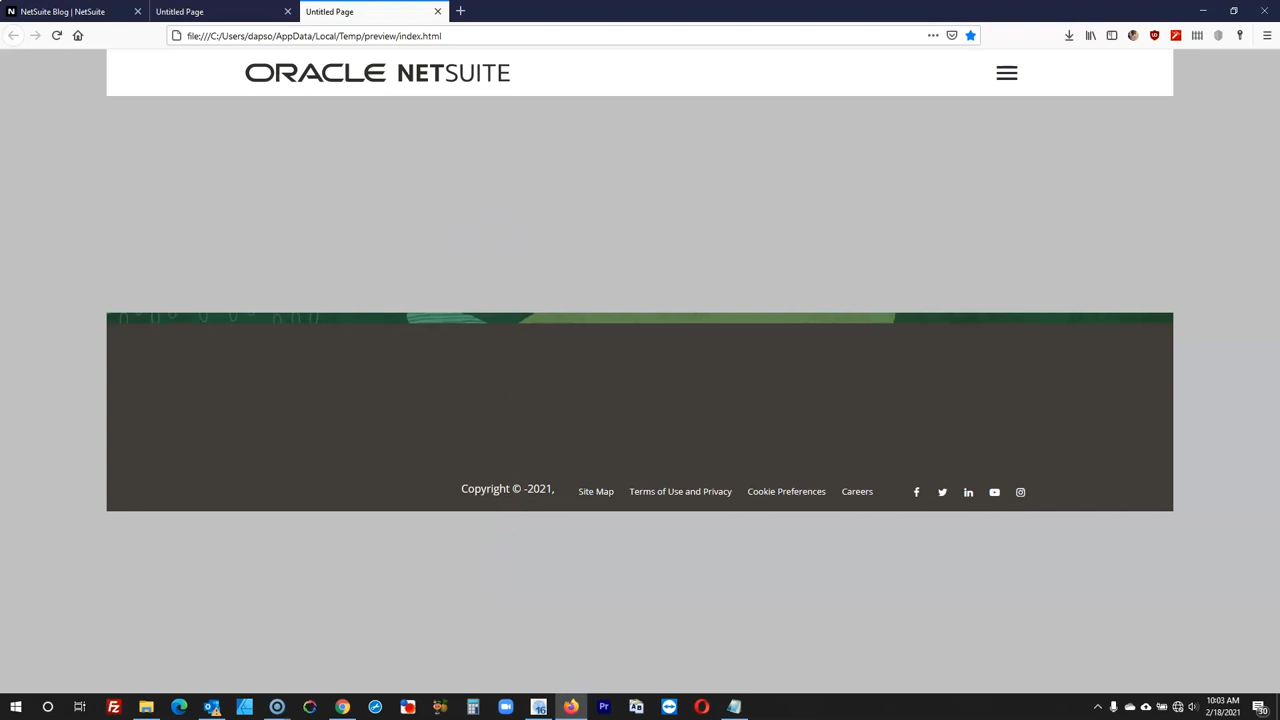 NetSuite Blog | NetSuite
Untitled Page
Untitled Page
file:///C:/Users/dapso/AppData/Local/Temp/preview/index.html
ORACLE NETSUITE
Copyright © -2021,
Site Map
Terms of Use and Privacy
Cookie Preferences
Careers
10:03 AM
2/18/2021